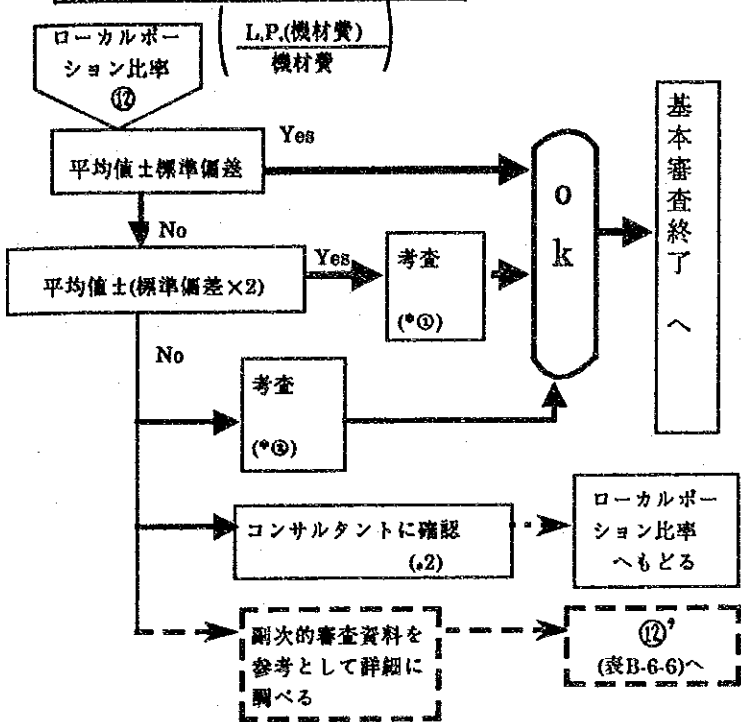 ローカルポー
ション比率
⑫
L.P.(機材費)
機材費
平均値±標準偏差
Yes
No
平均値±(標準偏差×2)
Yes
考査
(*①)
ok
基本審査終了へ
No
考査
コンサルタントに確認
ローカルポー
ション比率
へもどる
副次的審査資料を
参考として詳細に
調べる
⑫'
(表B-6-6)へ